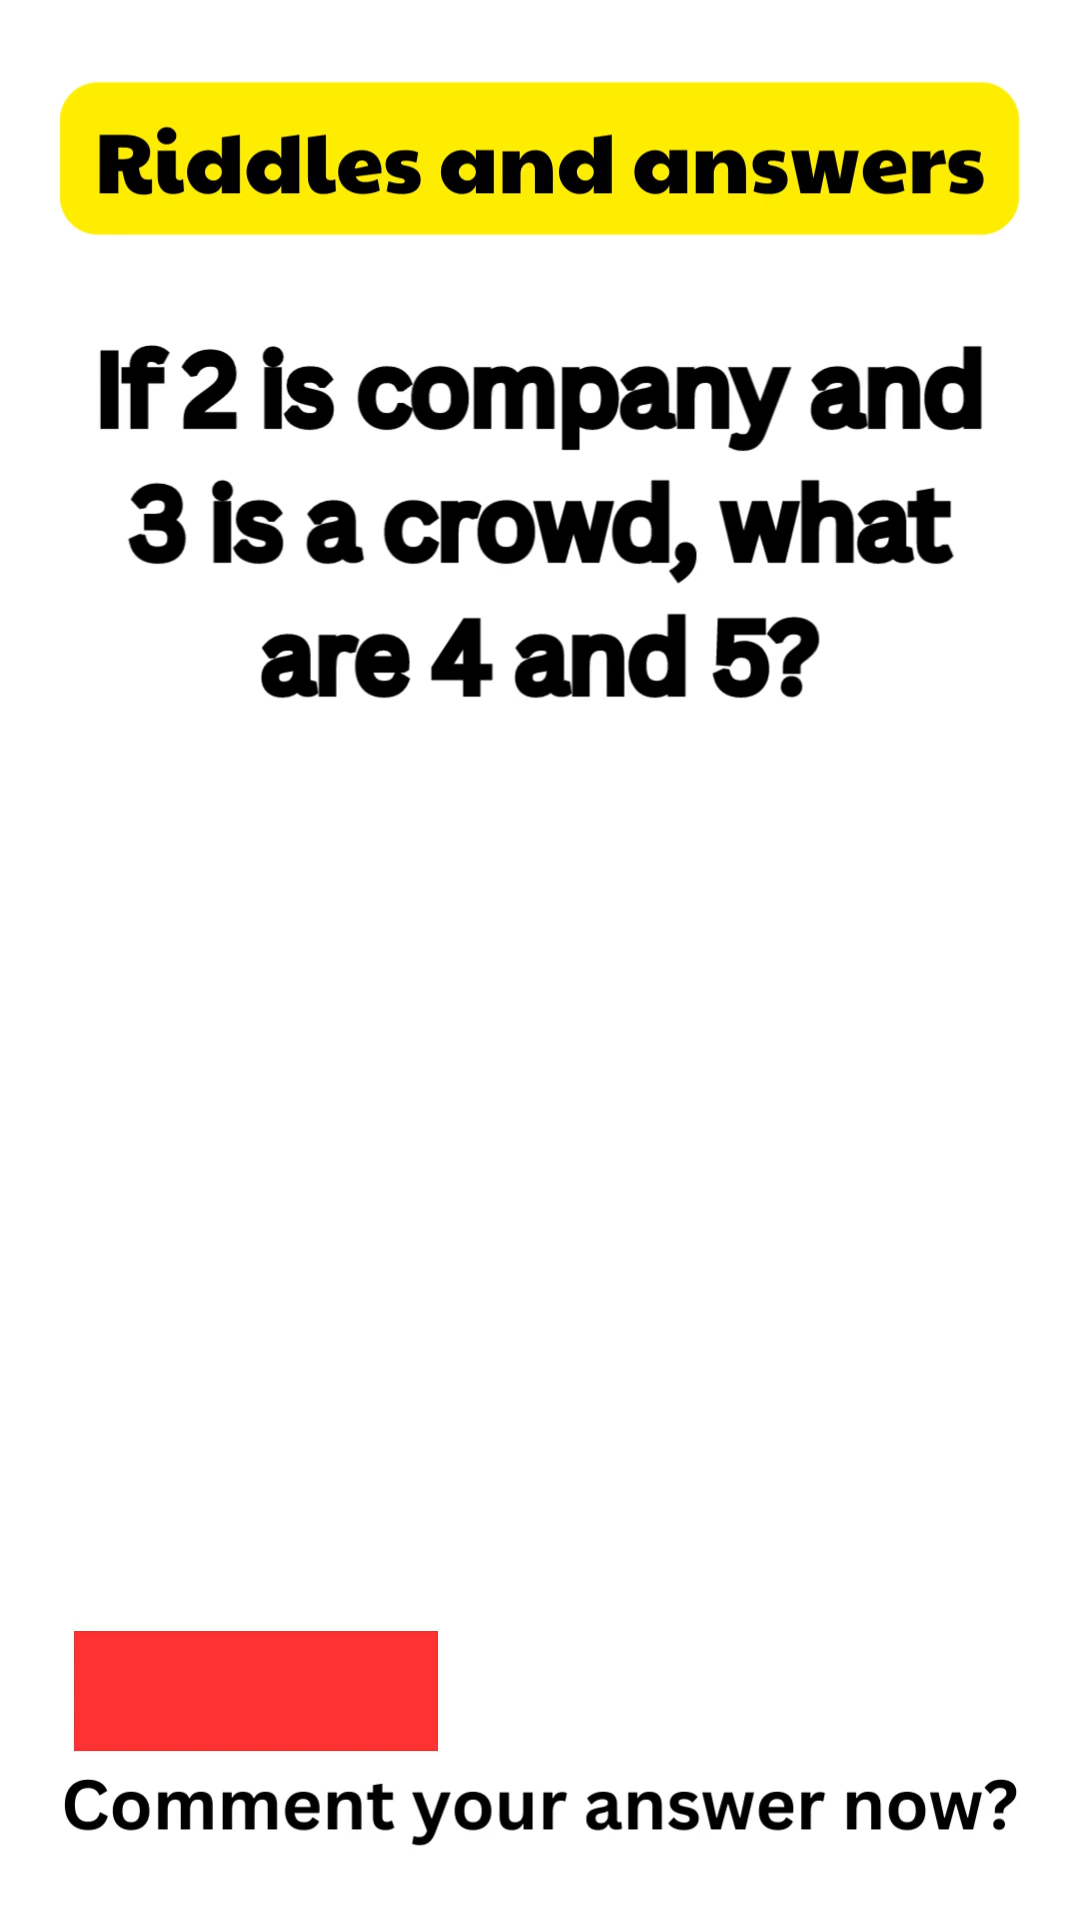 Riddles and answers
If 2 is company and
3 is a crowd, what
are 4 and 5?
Comment your answer now?